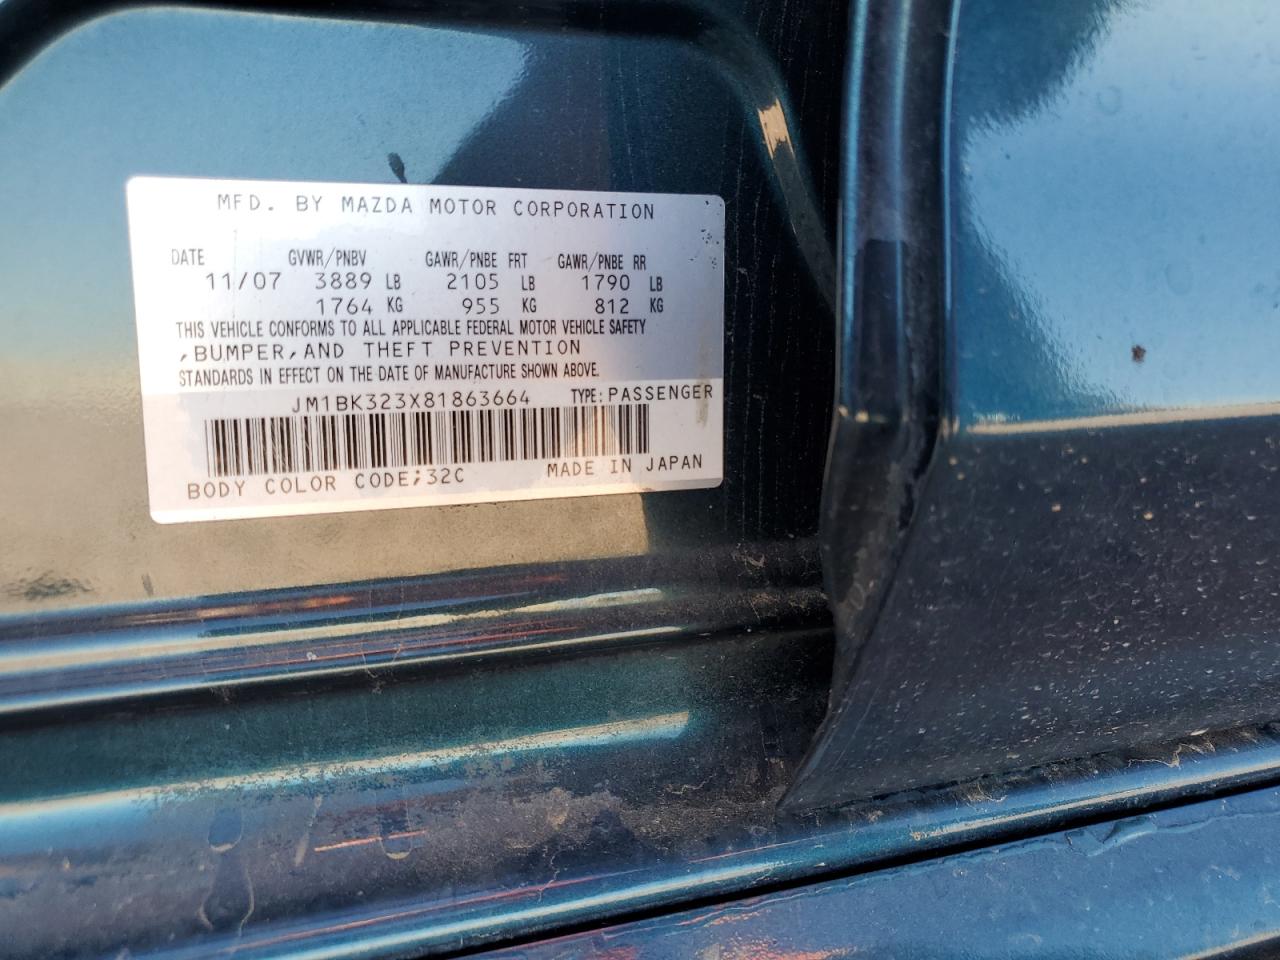 MFD. BY MAZDA MOTOR CORPORATION
DATE GVWR/PNBV GAWR/PNBE FRT GAWR/PNBE RR
11/07 3889 LB 2105 LB 1790 LB
1764 KG 955 KG 812 KG
THIS VEHICLE CONFORMS TO ALL APPLICABLE FEDERAL MOTOR VEHICLE SAFETY
,BUMPER,AND THEFT PREVENTION
STANDARDS IN EFFECT ON THE DATE OF MANUFACTURE SHOWN ABOVE.
JM1BK323X81863664 TYPE: PASSENGER
BODY COLOR CODE;32C MADE IN JAPAN